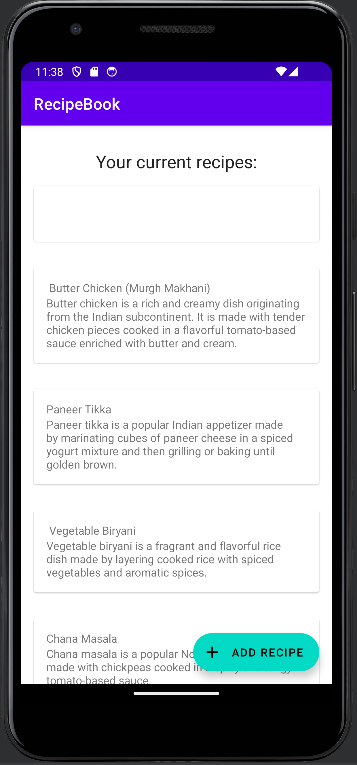 11:38
RecipeBook
Your current recipes:
Butter Chicken (Murgh Makhani)
Butter chicken is a rich and creamy dish originating
from the Indian subcontinent. It is made with tender
chicken pieces cooked in a flavorful tomato-based
sauce enriched with butter and cream.
Paneer Tikka
Paneer tikka is a popular Indian appetizer made
by marinating cubes of paneer cheese in a spiced
yogurt mixture and then grilling or baking until
golden brown.
Vegetable Biryani
Vegetable biryani is a fragrant and flavorful rice
dish made by layering cooked rice with spiced
vegetables and aromatic spices.
Chana Masala
Chana masala is a popular
made with chickpeas cooked
tomato-based sauce.
+ ADD RECIPE